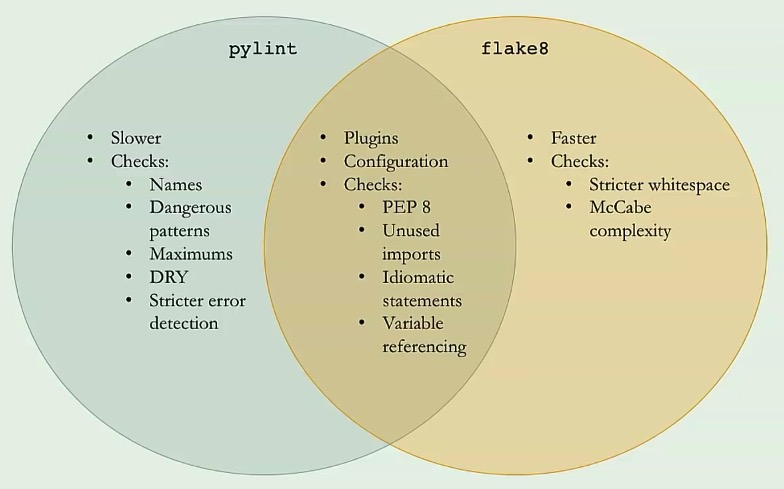 pylint
flake8
• Slower
• Checks:
• Names
• Dangerous
patterns
• Maximums
• DRY
• Stricter error
detection
• Plugins
• Configuration
• Checks:
• PEP 8
• Unused
imports
• Idiomatic
statements
• Variable
referencing
• Faster
• Checks:
• Stricter whitespace
• McCabe
complexity